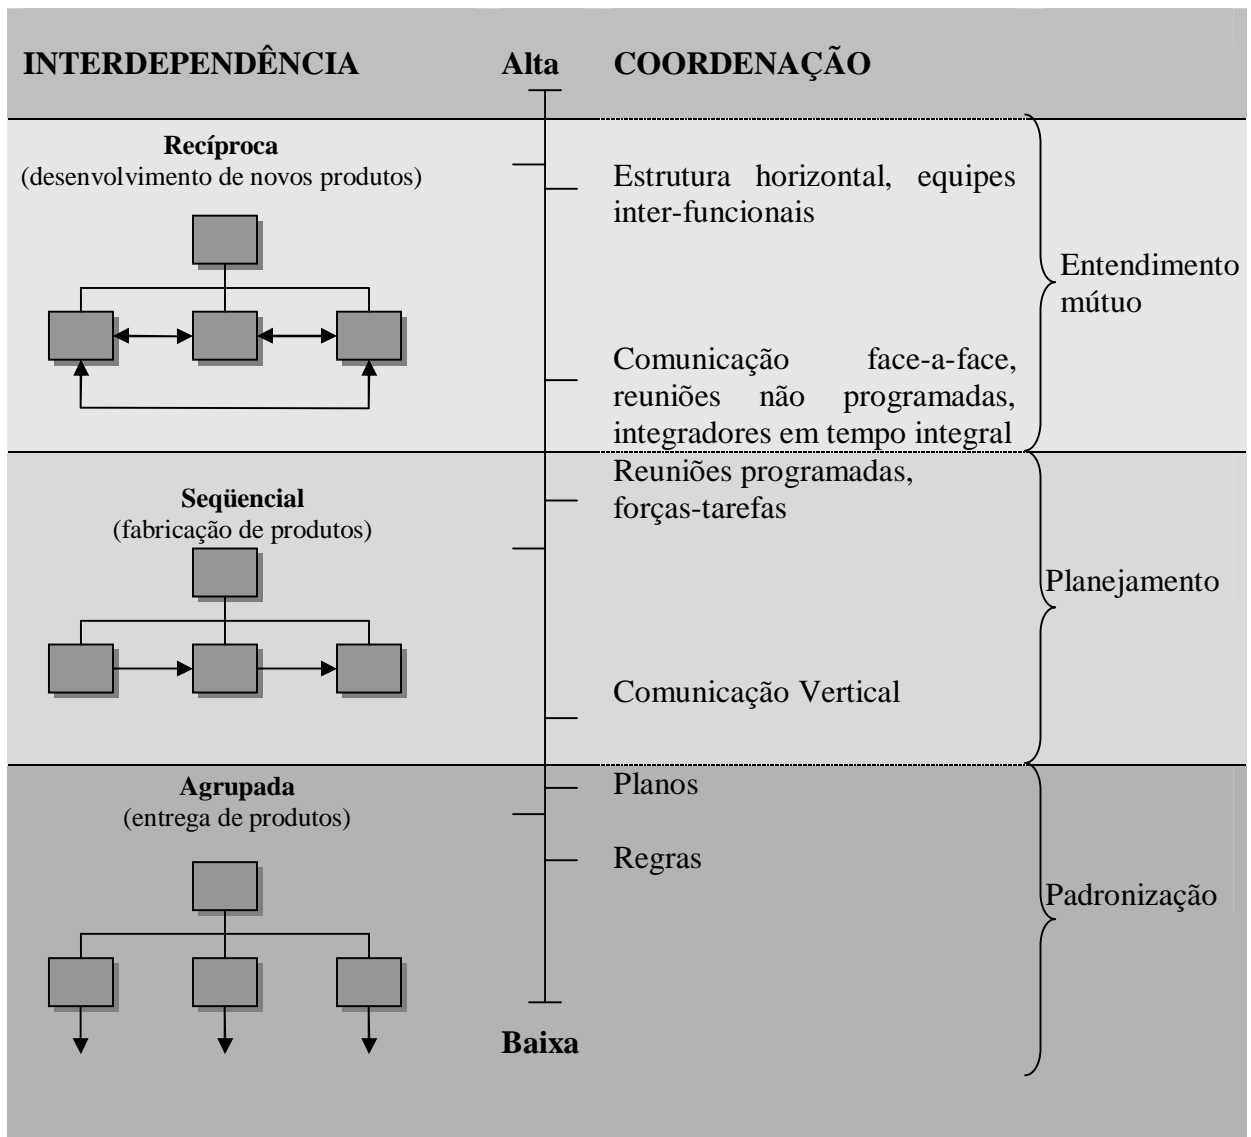 INTERDEPENDÊNCIA Alta COORDENAÇÃO
Recíproca
(desenvolvimento de novos produtos)
Estrutura horizontal, equipes
inter-funcionais
Entendimento
mútuo
Comunicação face-a-face,
reuniões não programadas,
integradores em tempo integral
Seqüencial
(fabricação de produtos)
Reuniões programadas,
forças-tarefas
Planejamento
Comunicação Vertical
Agrupada
(entrega de produtos)
Planos
Regras
Padronização
Baixa